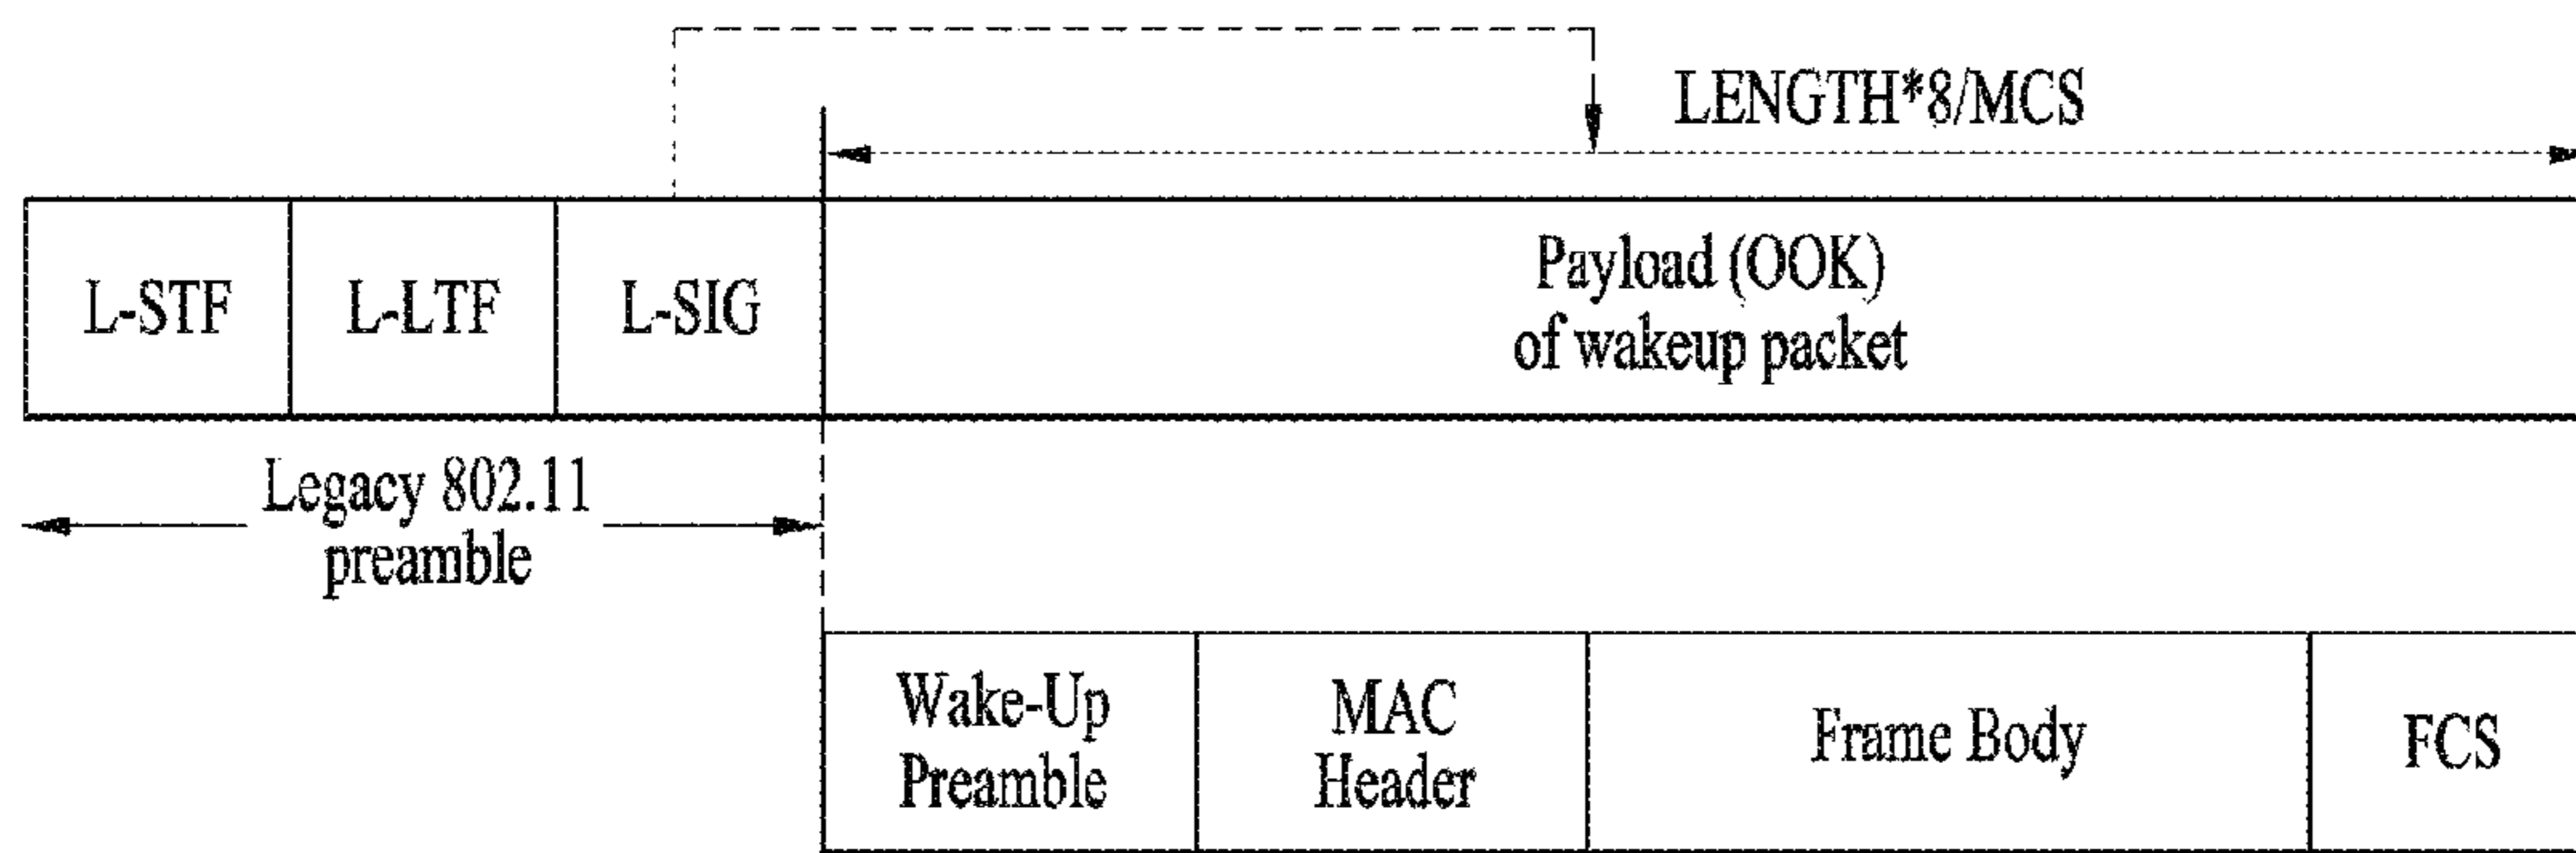 LENGTH*8/MCS
L-STF
L-LTF
L-SIG
Payload (OOK)
of wakeup packet
Legacy 802.11
preamble
Wake-Up
Preamble
MAC
Header
Frame Body
FCS